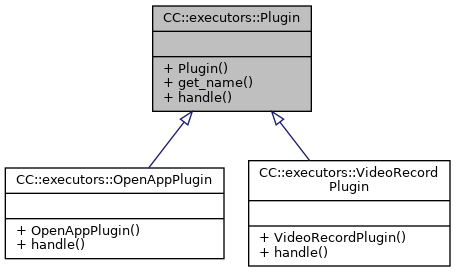 CC::executors::Plugin
+ Plugin()
+ get_name()
+ handle()
CC::executors::OpenAppPlugin
+ OpenAppPlugin()
+ handle()
CC::executors::VideoRecord
Plugin
+ VideoRecordPlugin()
+ handle()